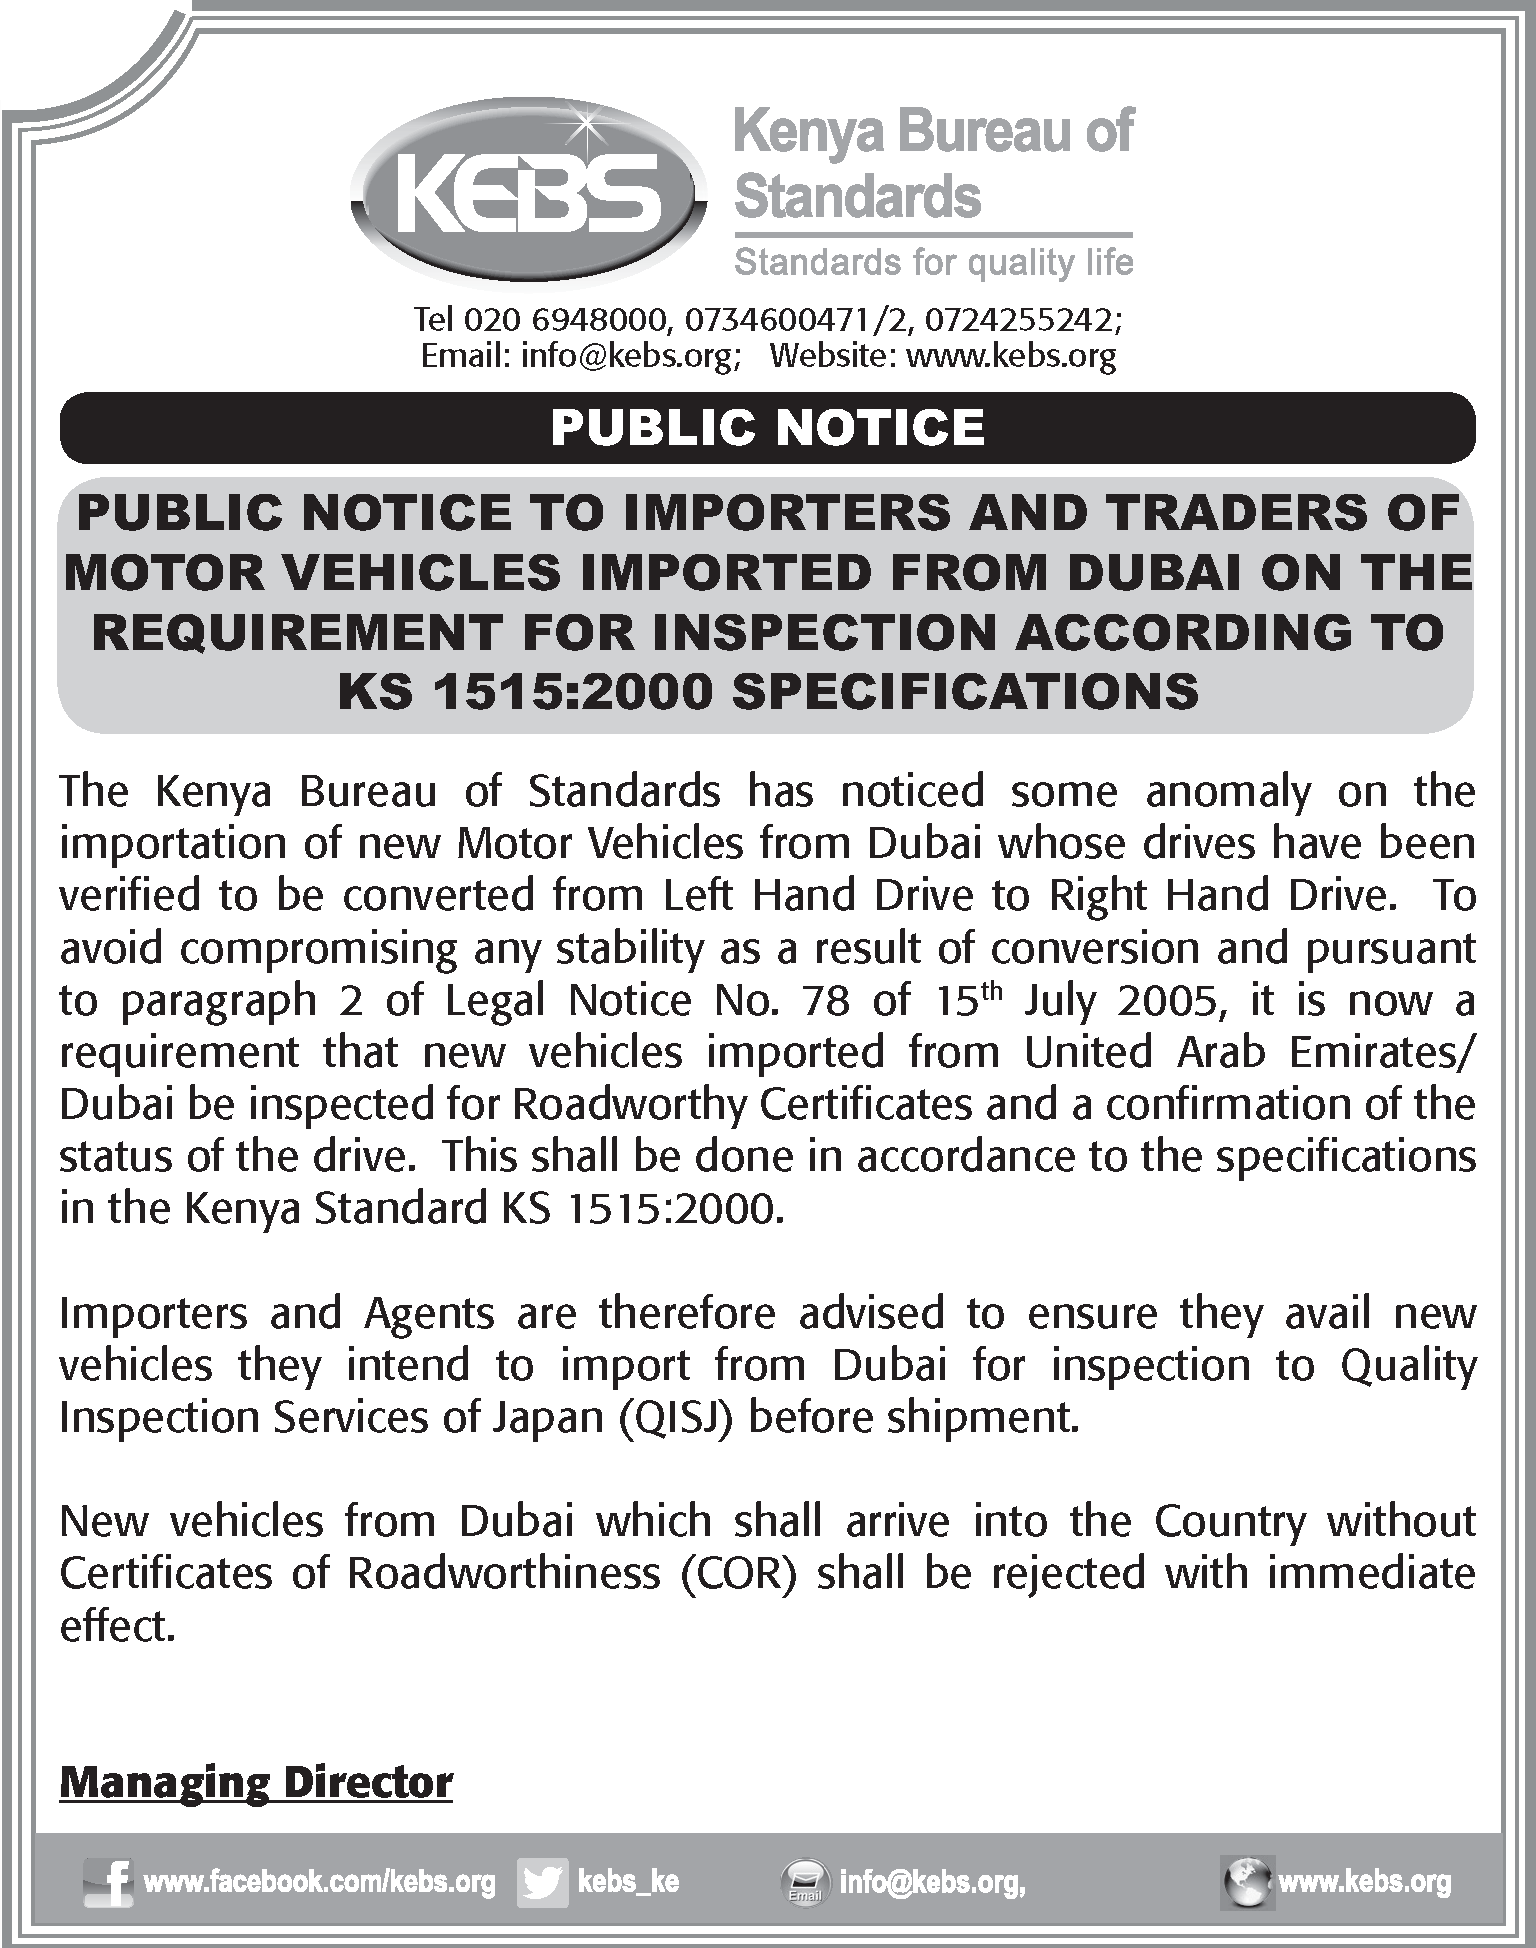 KEBS
Kenya Bureau of
Standards
Standards for quality life
Tel 020 6948000, 0734600471/2, 0724255242;
Email: info@kebs.org;   Website: www.kebs.org
PUBLIC NOTICE
PUBLIC NOTICE TO IMPORTERS AND TRADERS OF
MOTOR VEHICLES IMPORTED FROM DUBAI ON THE
REQUIREMENT FOR INSPECTION ACCORDING TO
KS 1515:2000 SPECIFICATIONS
The Kenya Bureau of Standards has noticed some anomaly on the
importation of new Motor Vehicles from Dubai whose drives have been
verified to be converted from Left Hand Drive to Right Hand Drive.  To
avoid compromising any stability as a result of conversion and pursuant
to paragraph 2 of Legal Notice No. 78 of 15th July 2005, it is now a
requirement that new vehicles imported from United Arab Emirates/
Dubai be inspected for Roadworthy Certificates and a confirmation of the
status of the drive.  This shall be done in accordance to the specifications
in the Kenya Standard KS 1515:2000.
Importers and Agents are therefore advised to ensure they avail new
vehicles they intend to import from Dubai for inspection to Quality
Inspection Services of Japan (QISJ) before shipment.
New vehicles from Dubai which shall arrive into the Country without
Certificates of Roadworthiness (COR) shall be rejected with immediate
effect.
Managing Director
f www.facebook.com/kebs.org kebs_ke Email info@kebs.org, www.kebs.org